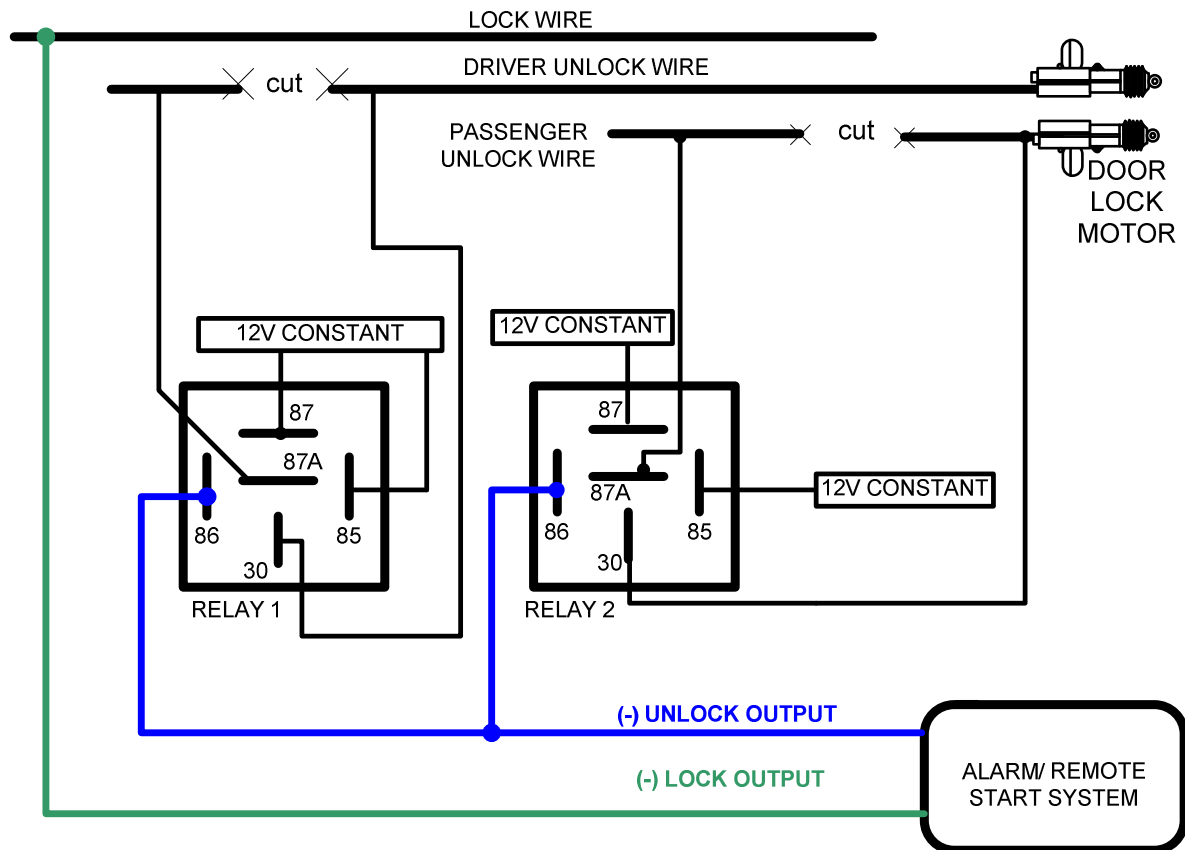 LOCK WIRE
cut
DRIVER UNLOCK WIRE
PASSENGER
UNLOCK WIRE
cut
DOOR
LOCK
MOTOR
12V CONSTANT
12V CONSTANT
87
87A
86
85
30
RELAY 1
87
87A
86
85
30
RELAY 2
12V CONSTANT
(-) UNLOCK OUTPUT
(-) LOCK OUTPUT
ALARM/ REMOTE
START SYSTEM